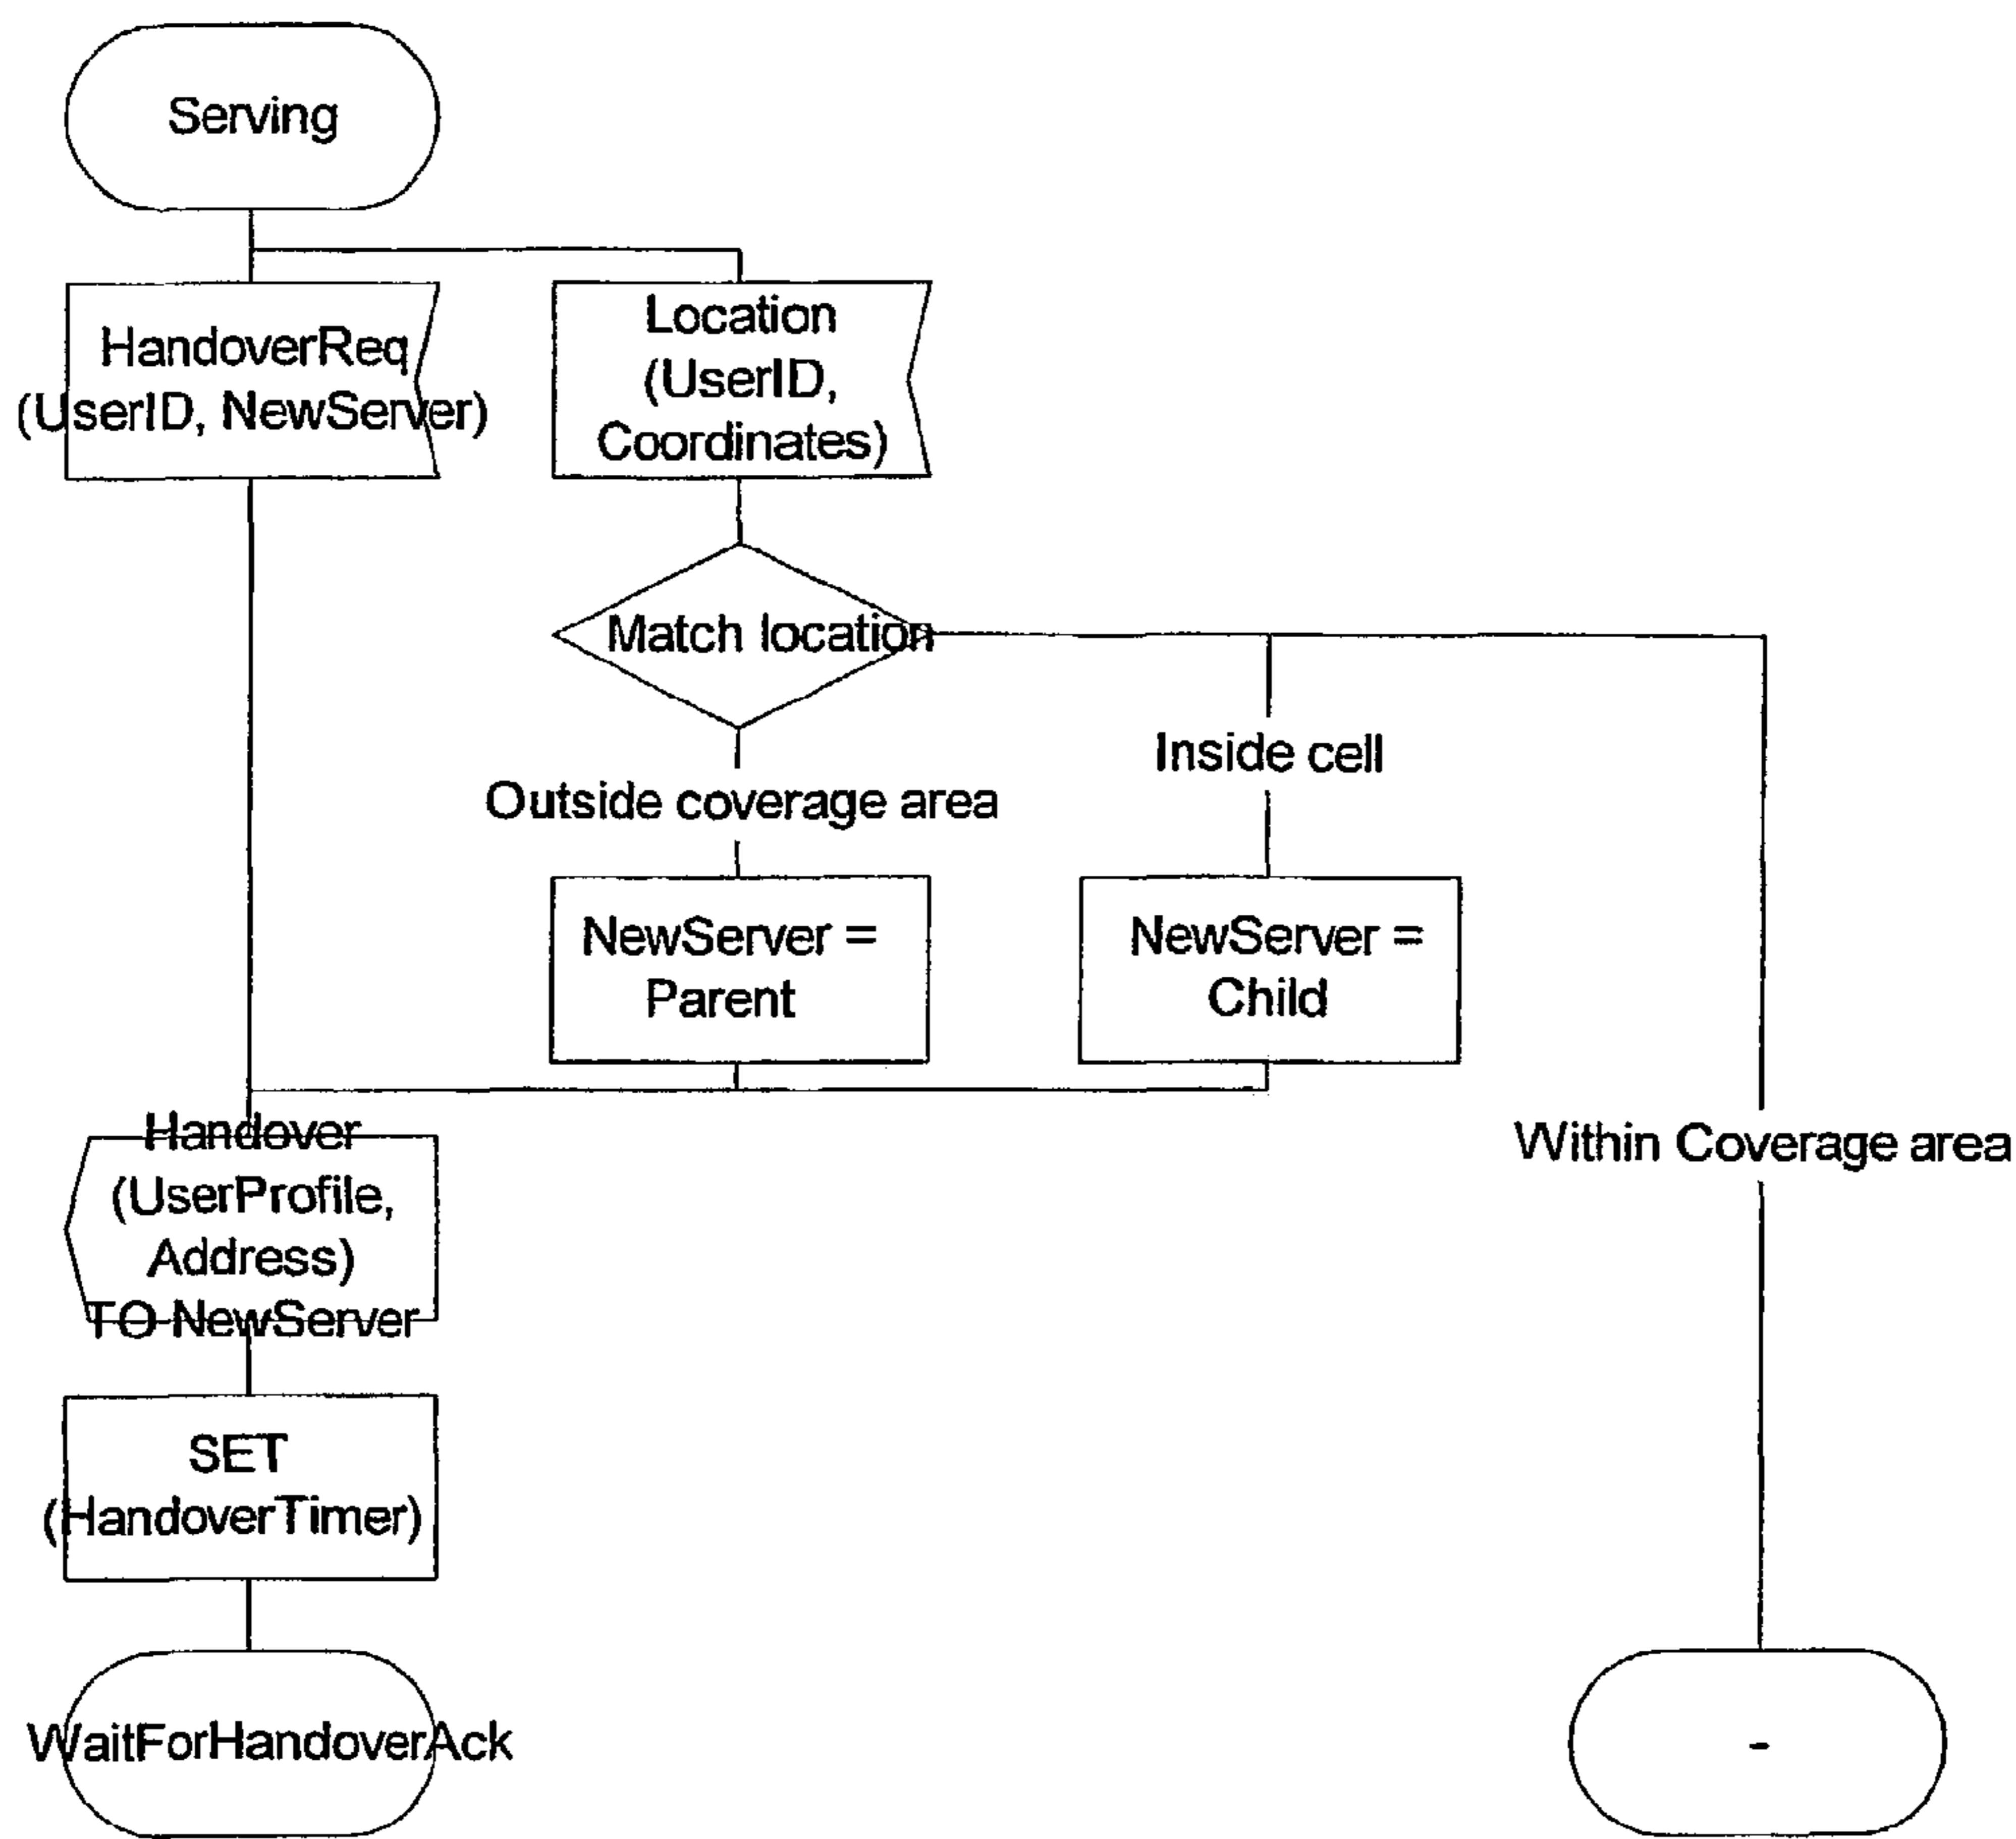 Serving
HandoverReq
(UserID, NewServer)
Location
(UserID,
Coordinates)
Match location
Inside cell
Outside coverage area
NewServer =
Parent
NewServer =
Child
Within Coverage area
Handover
(UserProfile,
Address)
TO NewServer
SET
(HandoverTimer)
WaitForHandoverAck
-